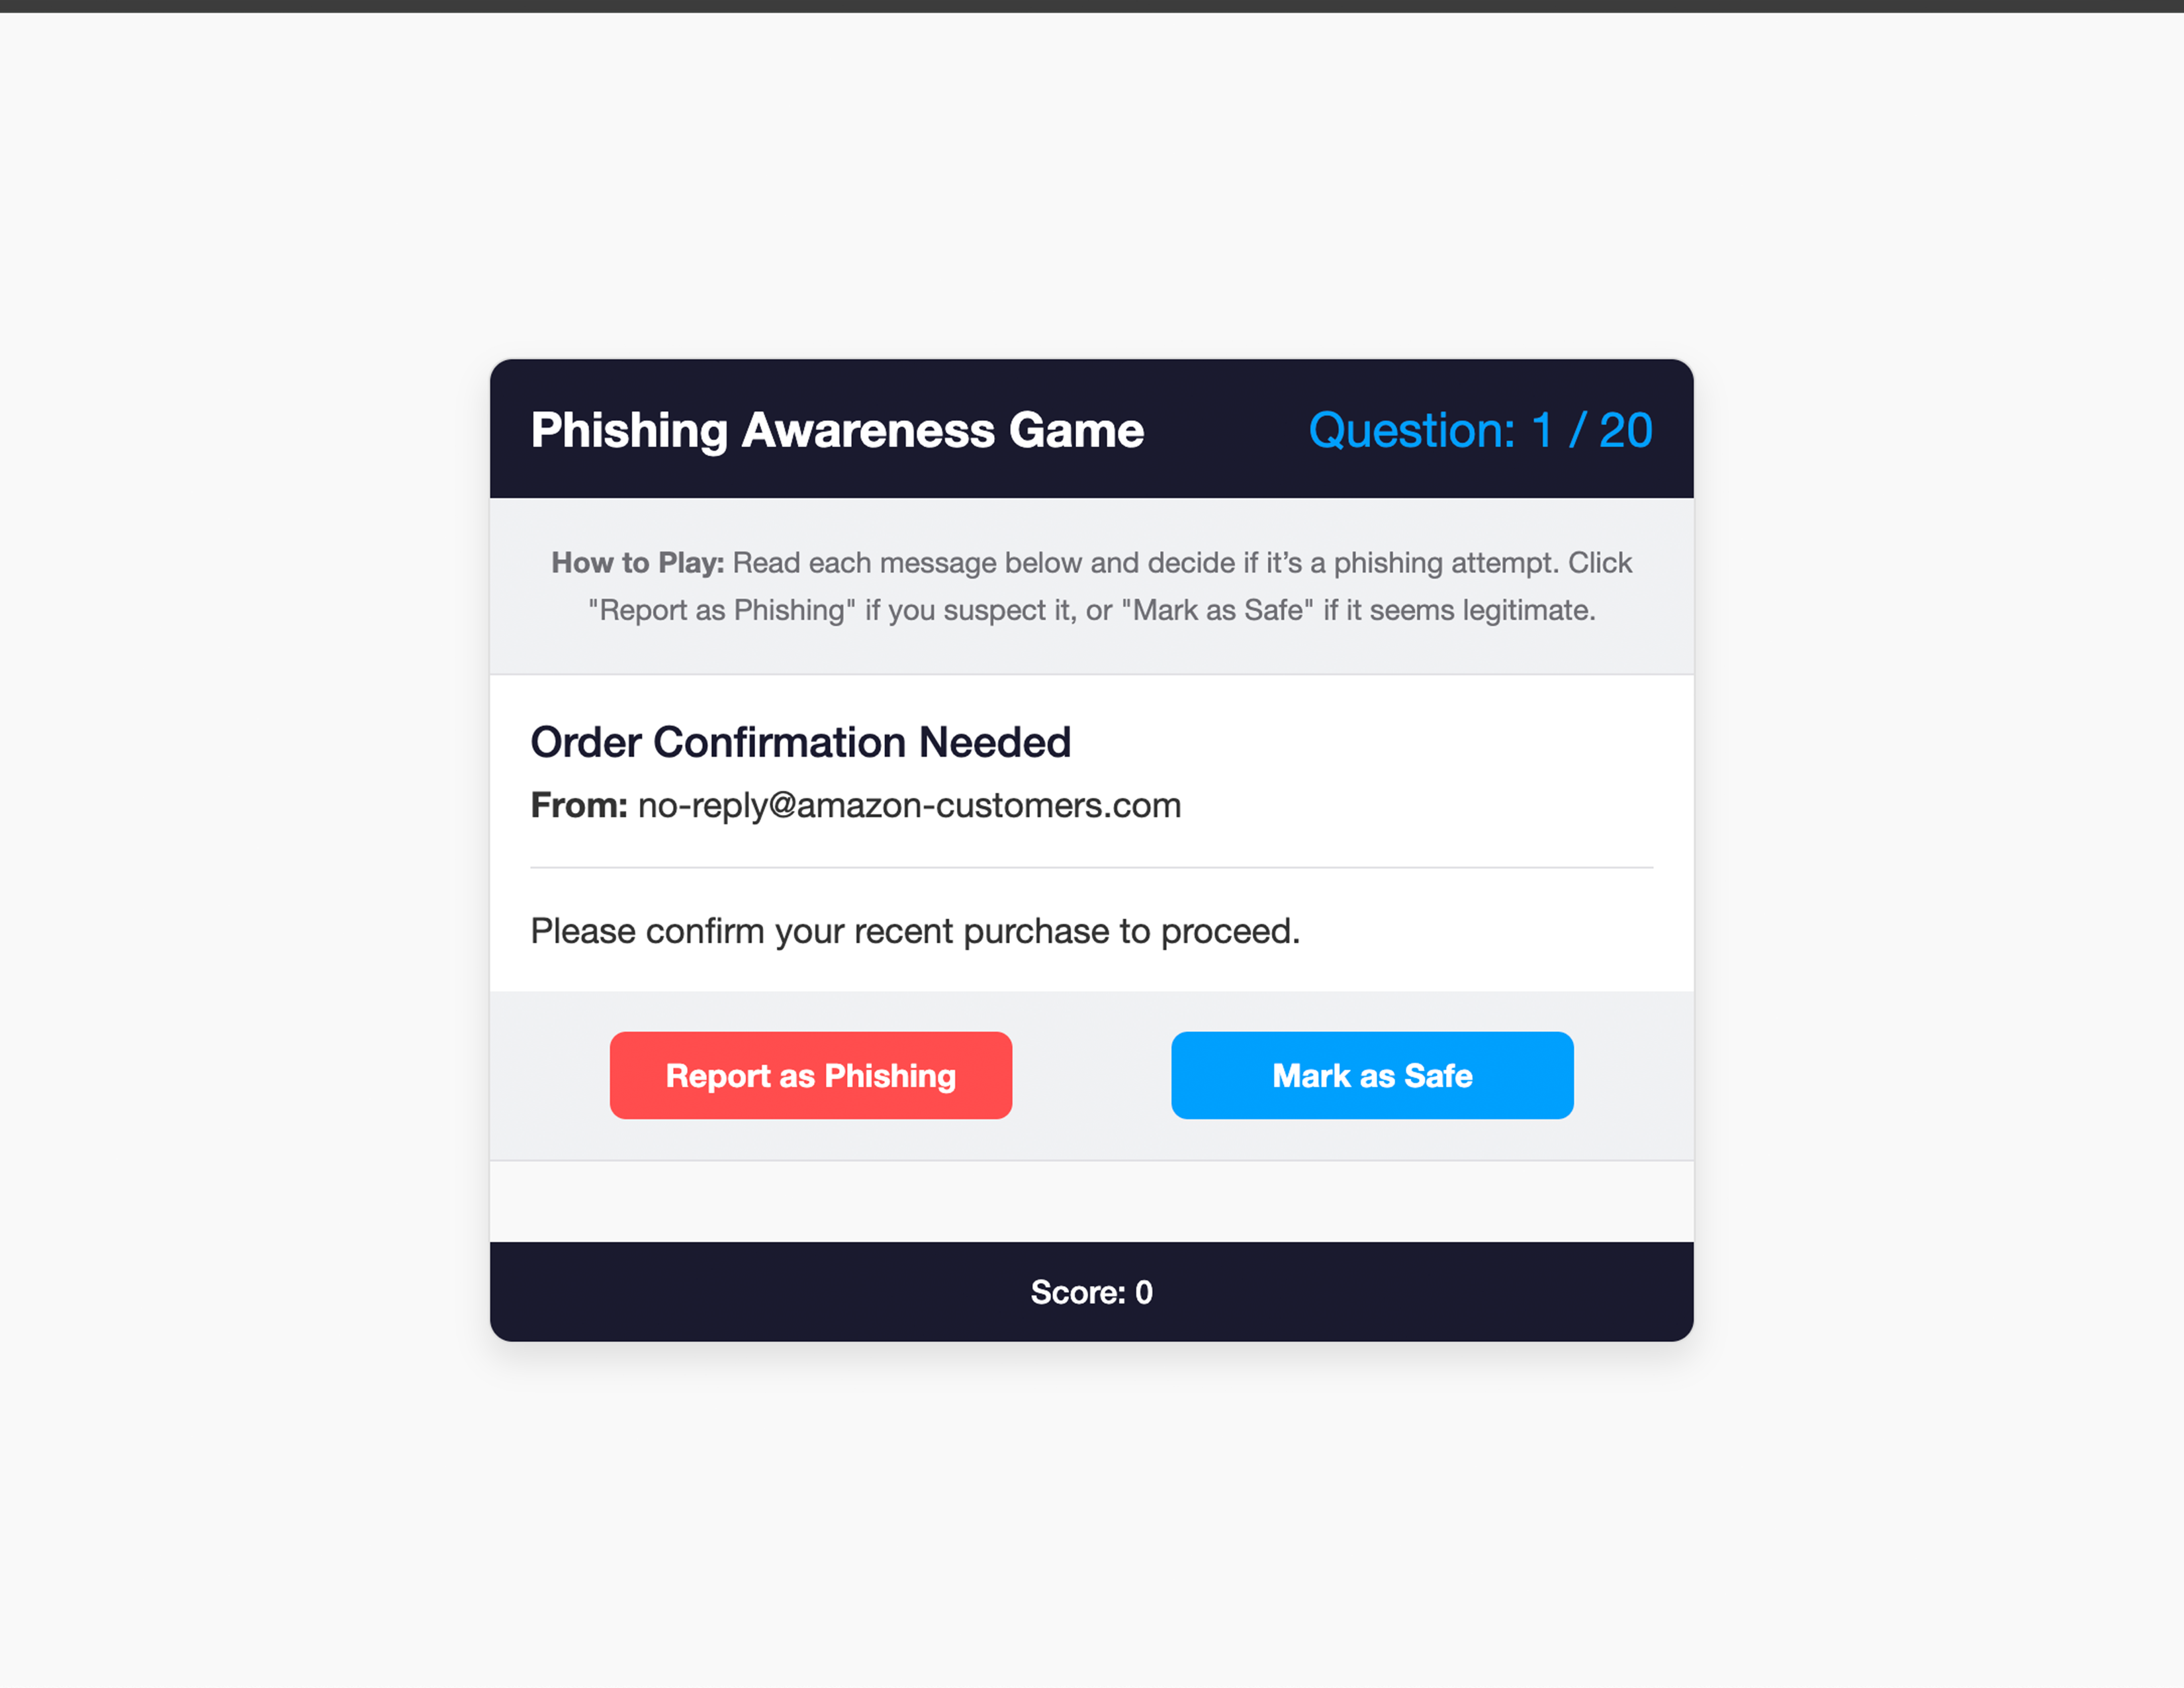 Phishing Awareness Game
Question: 1 / 20
How to Play: Read each message below and decide if it’s a phishing attempt. Click
"Report as Phishing" if you suspect it, or "Mark as Safe" if it seems legitimate.
Order Confirmation Needed
From: no-reply@amazon-customers.com
Please confirm your recent purchase to proceed.
Report as Phishing
Mark as Safe
Score: 0